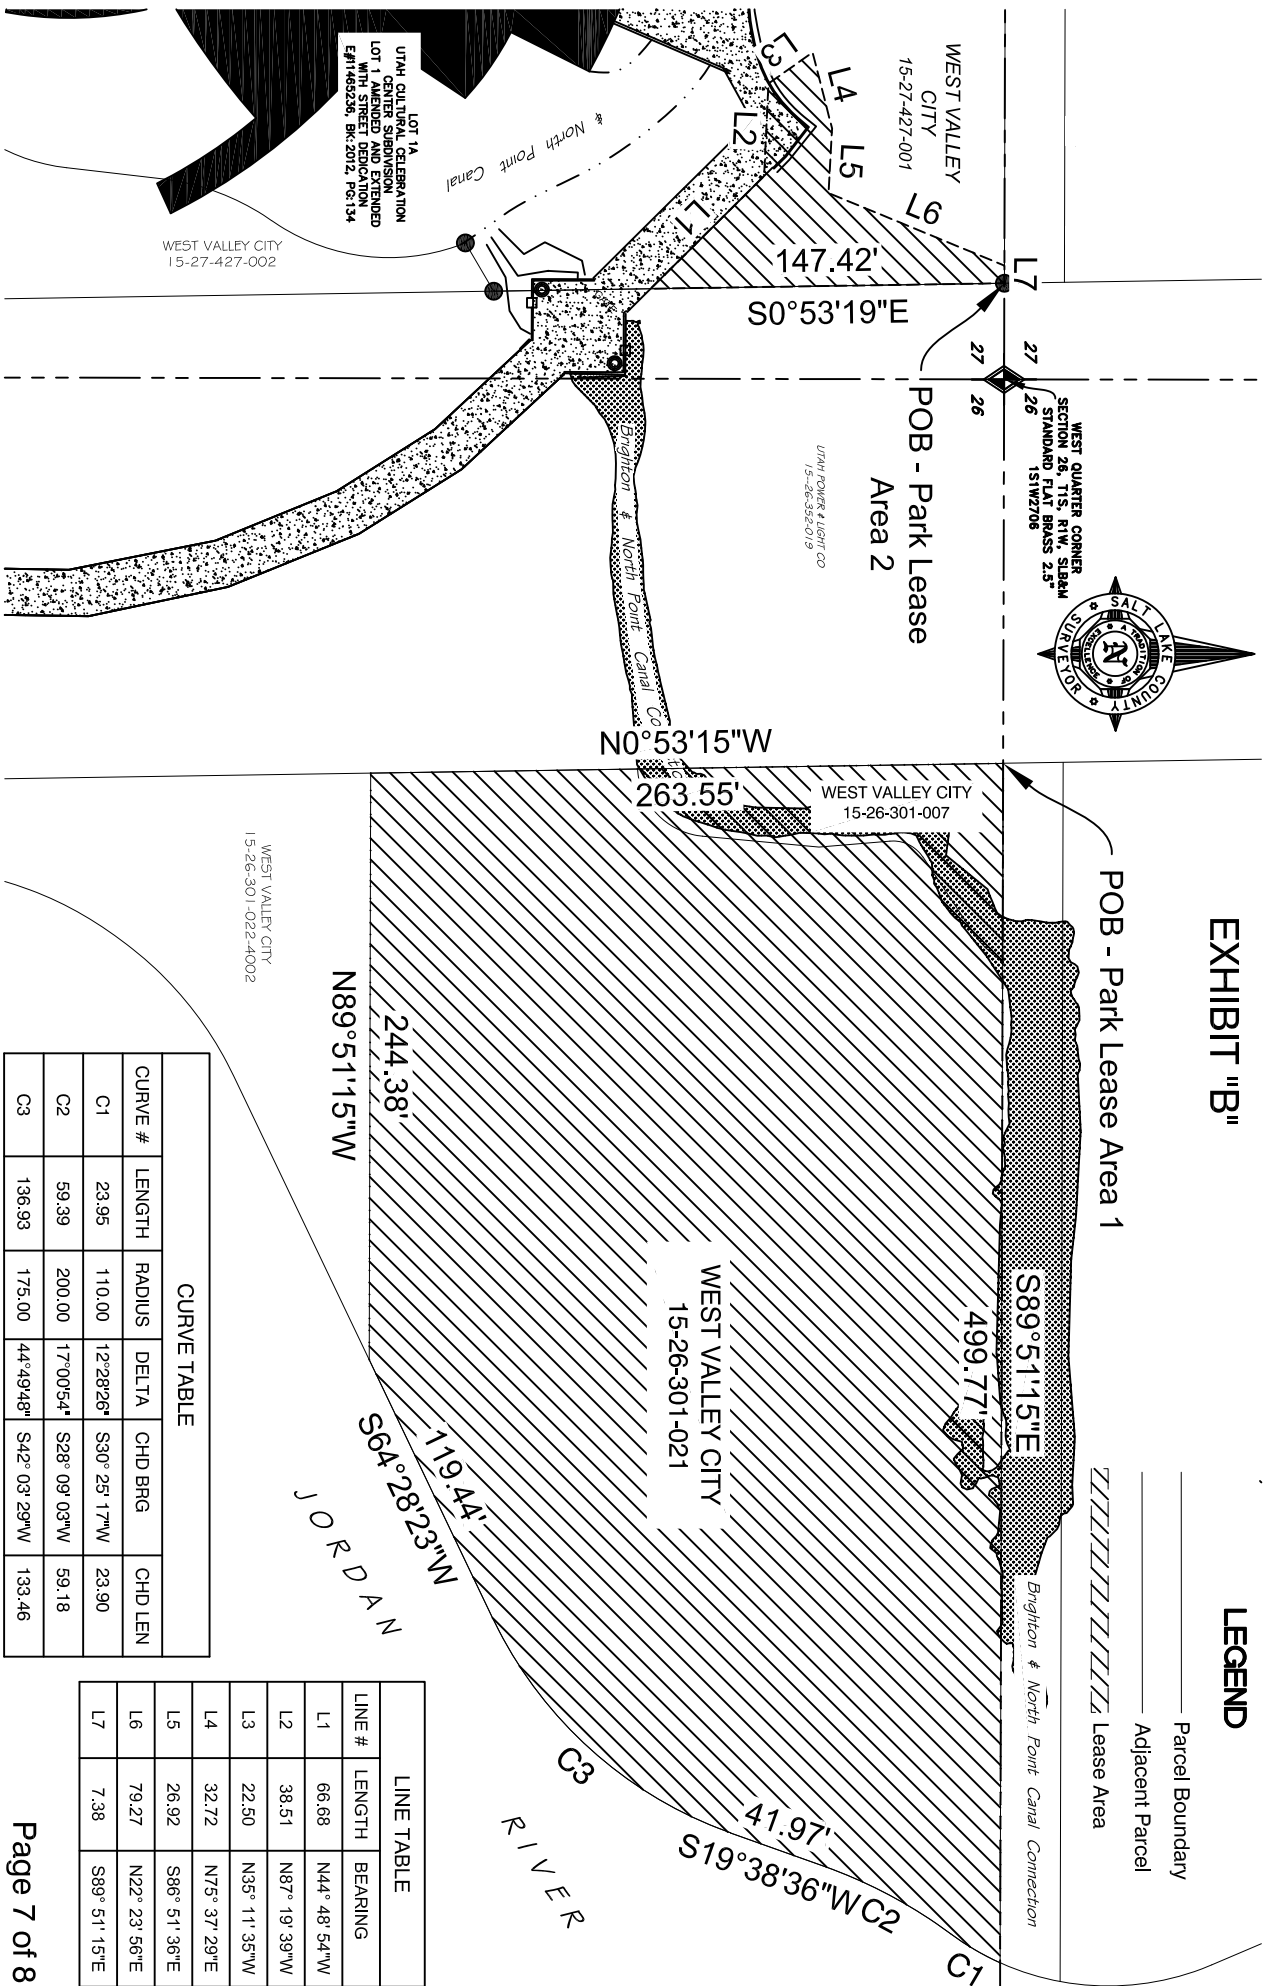 EXHIBIT "B"
LEGEND
Parcel Boundary
Adjacent Parcel
Lease Area
SALT LAKE COUNTY
SURVEYOR
A TRADITION OF
EXCELLENCE
N
WEST QUARTER CORNER
SECTION 26, T1S, R1W, SLB&M
STANDARD FLAT BRASS 2.5"
1S1W2706
27
26
27
26
POB - Park Lease Area 1
POB - Park Lease
Area 2
WEST VALLEY
CITY
15-27-427-001
L3
L4
L5
L6
L7
L2
L1
147.42'
S0°53'19"E
UTAH POWER & LIGHT CO
15-26-352-019
Brighton & North Point Canal Connection
S89°51'15"E
499.77'
WEST VALLEY CITY
15-26-301-007
N0°53'15"W
263.55'
Brighton & North Point Canal Co
WEST VALLEY CITY
15-26-301-021
& North Point Canal
LOT 1A
UTAH CULTURAL CELEBRATION
CENTER SUBDIVISION
LOT 1 AMENDED AND EXTENDED
WITH STREET DEDICATION
E#11465236, BK:2012, PG:134
WEST VALLEY CITY
15-27-427-002
244.38'
N89°51'15"W
119.44'
S64°28'23"W
C3
41.97'
S19°38'36"W
C2
C1
JORDAN
RIVER
WEST VALLEY CITY
15-26-301-022-4002
CURVE TABLE
CURVE # LENGTH RADIUS DELTA CHD BRG CHD LEN
C1 23.95 110.00 12°28'26" S30° 25' 17"W 23.90
C2 59.39 200.00 17°00'54" S28° 09' 03"W 59.18
C3 136.93 175.00 44°49'48" S42° 03' 29"W 133.46
LINE TABLE
LINE # LENGTH BEARING
L1 66.68 N44° 48' 54"W
L2 38.51 N87° 19' 39"W
L3 22.50 N35° 11' 35"W
L4 32.72 N75° 37' 29"E
L5 26.92 S86° 51' 36"E
L6 79.27 N22° 23' 56"E
L7 7.38 S89° 51' 15"E
Page 7 of 8